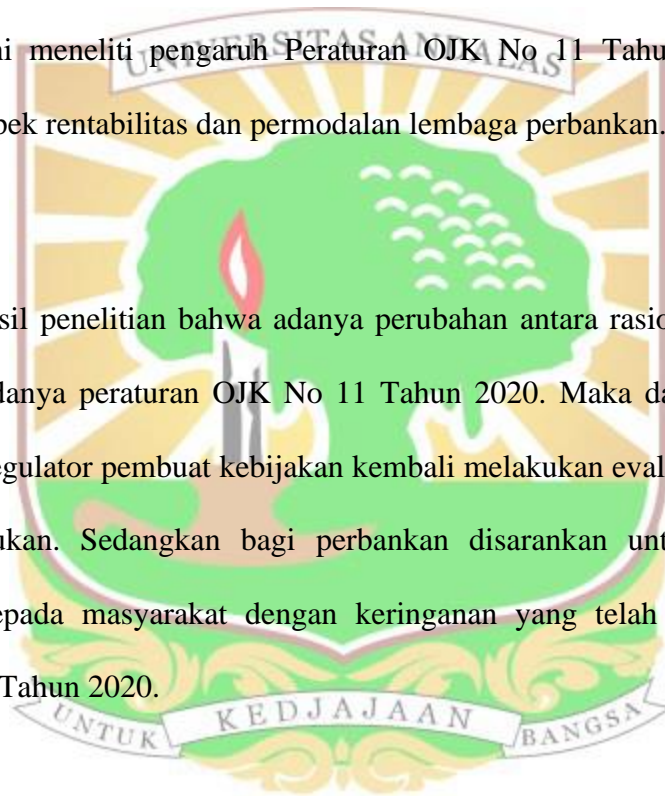 ni meneliti pengaruh Peraturan OJK No 11 Tahu
UNIVERSITAS ANDALAS
pek rentabilitas dan permodalan lembaga perbankan.
sil penelitian bahwa adanya perubahan antara rasio
danya peraturan OJK No 11 Tahun 2020. Maka da
egulator pembuat kebijakan kembali melakukan eval
ukan. Sedangkan bagi perbankan disarankan unt
epada masyarakat dengan keringanan yang telah
Tahun 2020.
UNTUK KEDJAJAAN BANGSA